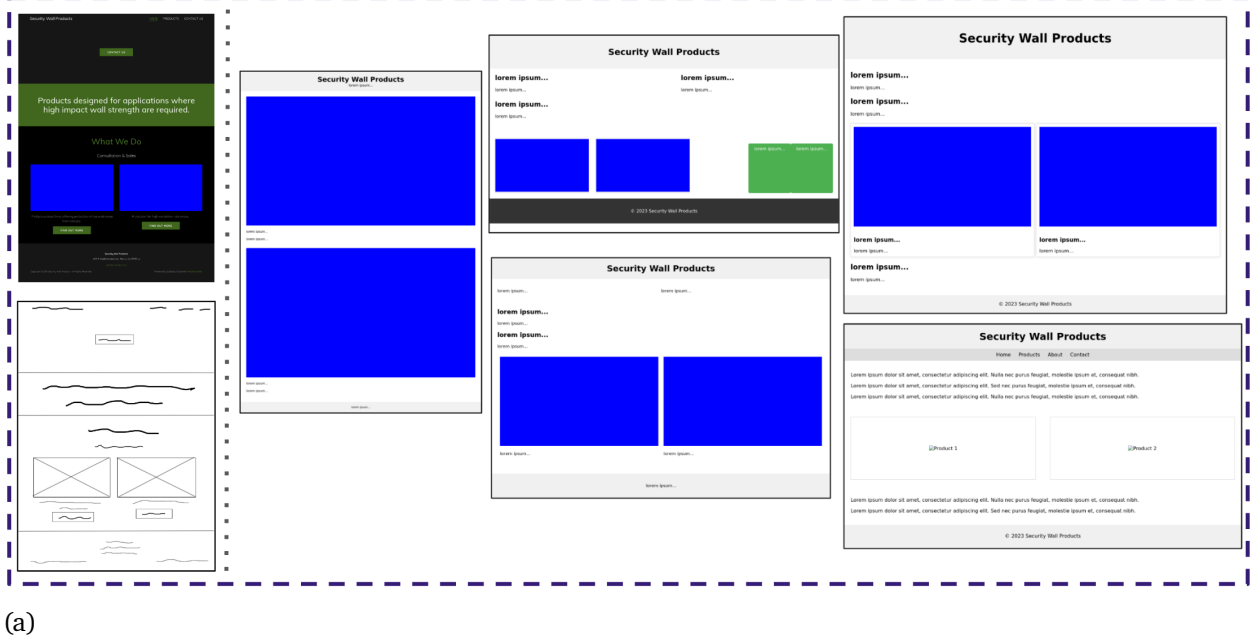 Security Wall Products
PRODUCTS CONTACT US
CONTACT US
Products designed for applications where
high impact wall strength are required.
What We Do
Consultation & Sales
FIND OUT MORE
FIND OUT MORE
Security Wall Products
lorem ipsum...
lorem ipsum...
lorem ipsum...
lorem ipsum...
lorem ipsum...
lorem ipsum...
Security Wall Products
lorem ipsum... lorem ipsum...
lorem ipsum... lorem ipsum...
lorem ipsum...
lorem ipsum...
lorem ipsum... lorem ipsum...
© 2023 Security Wall Products
Security Wall Products
lorem ipsum... lorem ipsum...
lorem ipsum...
lorem ipsum...
lorem ipsum...
lorem ipsum...
lorem ipsum... lorem ipsum...
lorem ipsum...
Security Wall Products
lorem ipsum...
lorem ipsum...
lorem ipsum...
lorem ipsum...
lorem ipsum... lorem ipsum...
lorem ipsum... lorem ipsum...
lorem ipsum...
lorem ipsum...
© 2023 Security Wall Products
Security Wall Products
Home Products About Contact
Lorem ipsum dolor sit amet, consectetur adipiscing elit. Nulla nec purus feugiat, molestie ipsum et, consequat nibh.
Lorem ipsum dolor sit amet, consectetur adipiscing elit. Sed nec purus feugiat, molestie ipsum et, consequat nibh.
Lorem ipsum dolor sit amet, consectetur adipiscing elit. Nulla nec purus feugiat, molestie ipsum et, consequat nibh.
Product 1 Product 2
Lorem ipsum dolor sit amet, consectetur adipiscing elit. Nulla nec purus feugiat, molestie ipsum et, consequat nibh.
Lorem ipsum dolor sit amet, consectetur adipiscing elit. Sed nec purus feugiat, molestie ipsum et, consequat nibh.
© 2023 Security Wall Products
(a)